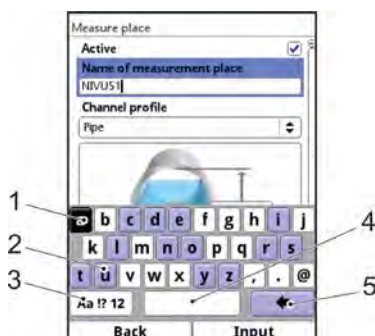 Measure place
Active
Name of measurement place
NIVUS1
Channel profile
Pipe
1
4
a b c d e f g h i j
2
k l m n o p q r s
t u v w x y z , . @
3
5
Aa !? 12
Back Input